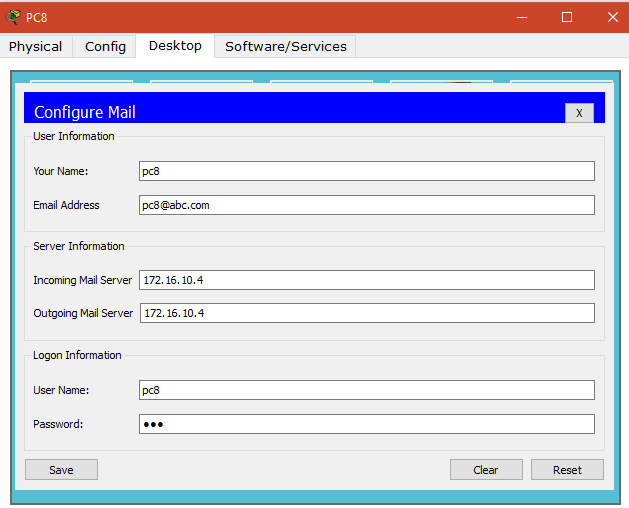 PC8
Physical Config Desktop Software/Services
Configure Mail X
User Information
Your Name: pc8
Email Address pc8@abc.com
Server Information
Incoming Mail Server 172.16.10.4
Outgoing Mail Server 172.16.10.4
Logon Information
User Name: pc8
Password: ●●●
Save Clear Reset